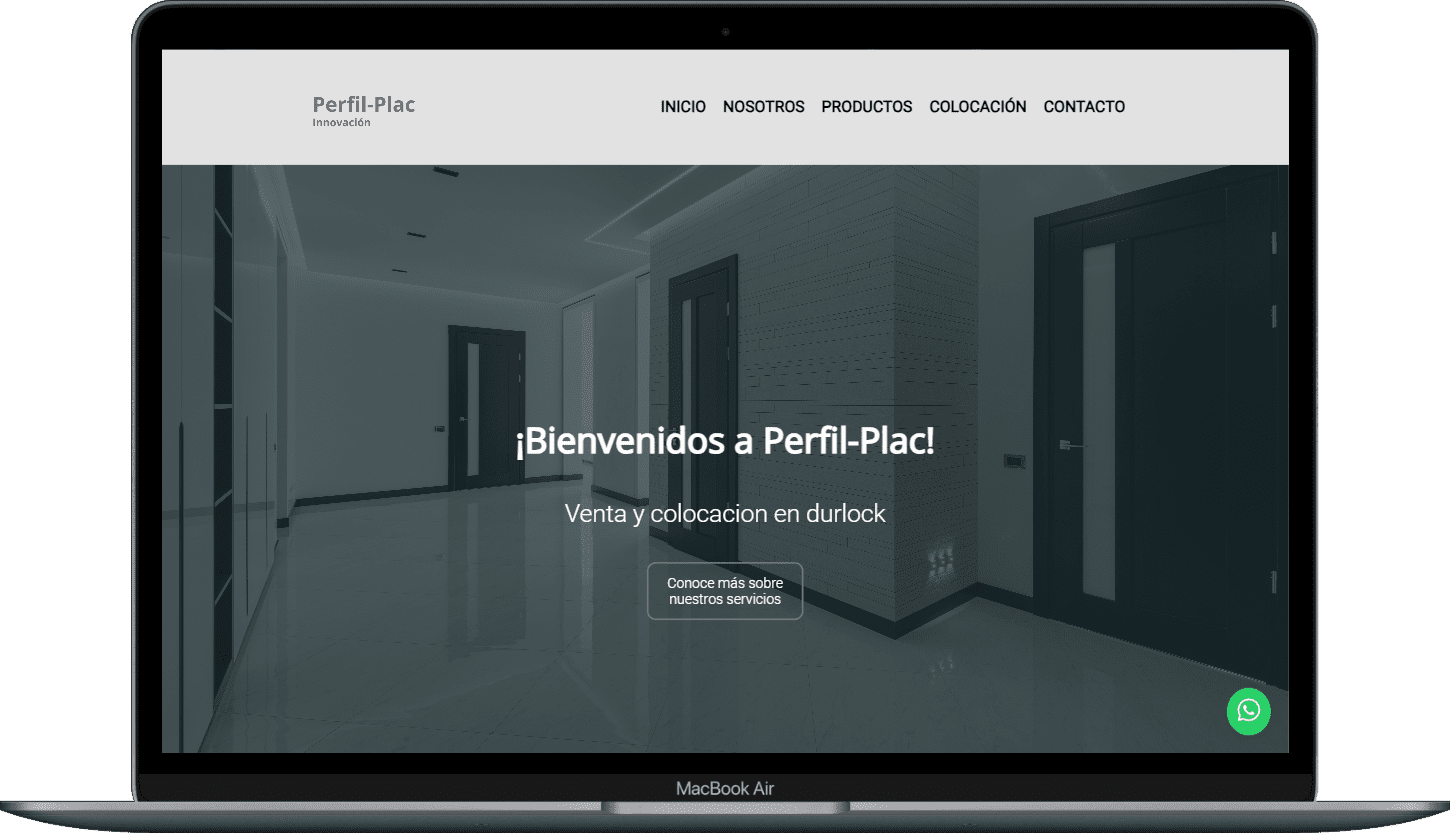 Perfil-Plac
Innovación
INICIO NOSOTROS PRODUCTOS COLOCACIÓN CONTACTO
¡Bienvenidos a Perfil-Plac!
Venta y colocacion en durlock
Conoce más sobre
nuestros servicios
MacBook Air